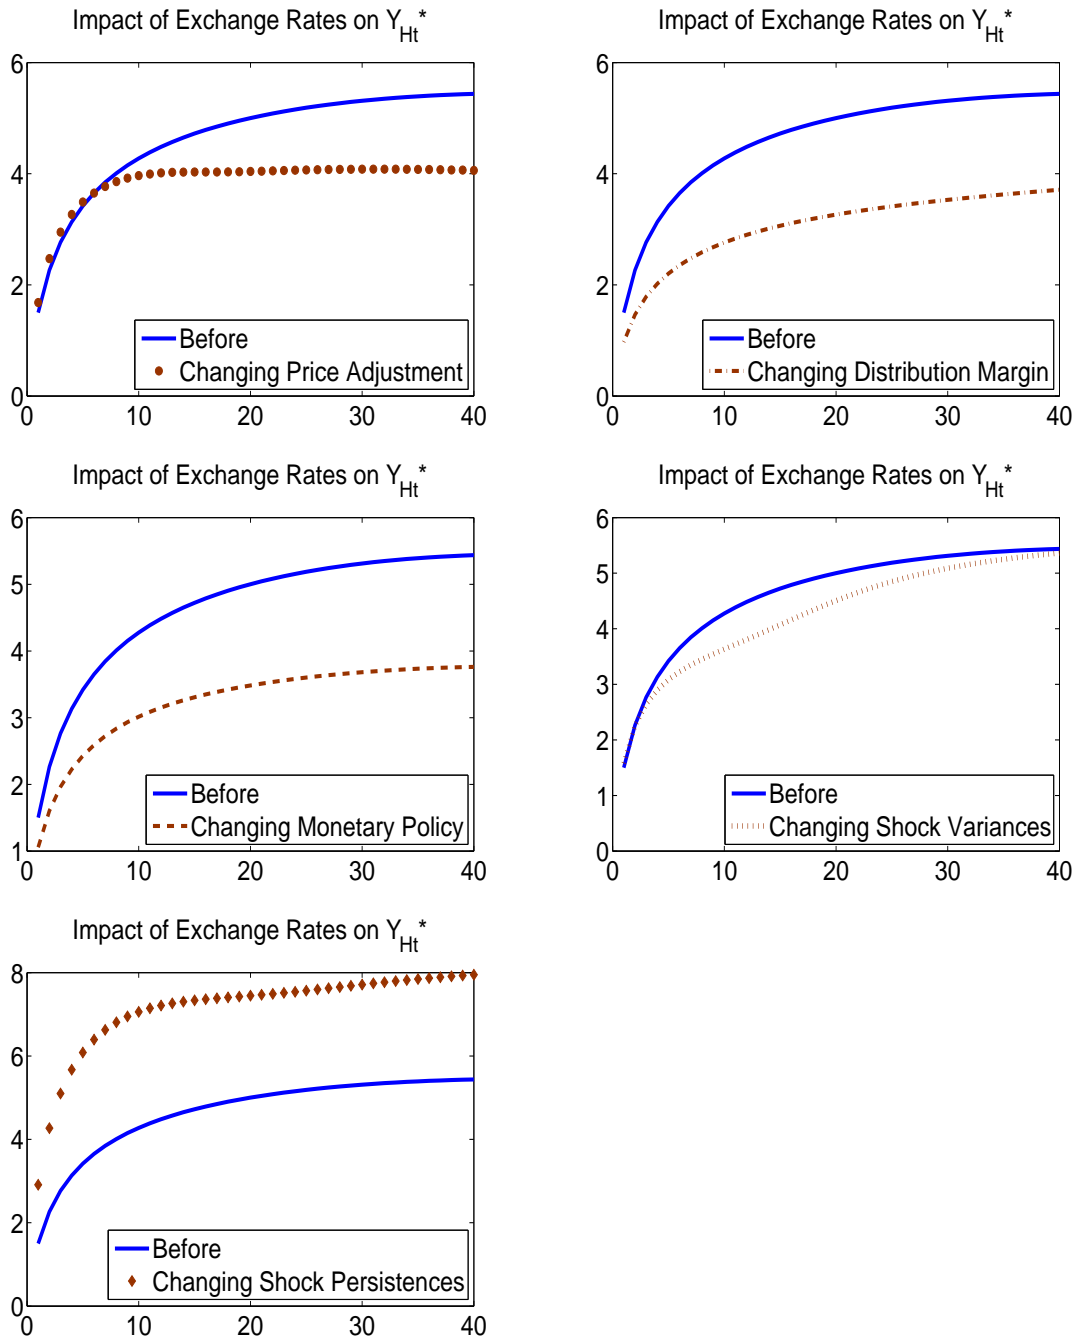 Impact of Exchange Rates on Y_Ht*
6
4
2
0
0 10 20 30 40
Before
Changing Price Adjustment
Impact of Exchange Rates on Y_Ht*
6
4
2
0
0 10 20 30 40
Before
Changing Distribution Margin
Impact of Exchange Rates on Y_Ht*
6
5
4
3
2
1
0 10 20 30 40
Before
Changing Monetary Policy
Impact of Exchange Rates on Y_Ht*
6
5
4
3
2
1
0
0 10 20 30 40
Before
Changing Shock Variances
Impact of Exchange Rates on Y_Ht*
8
6
4
2
0
0 10 20 30 40
Before
Changing Shock Persistences